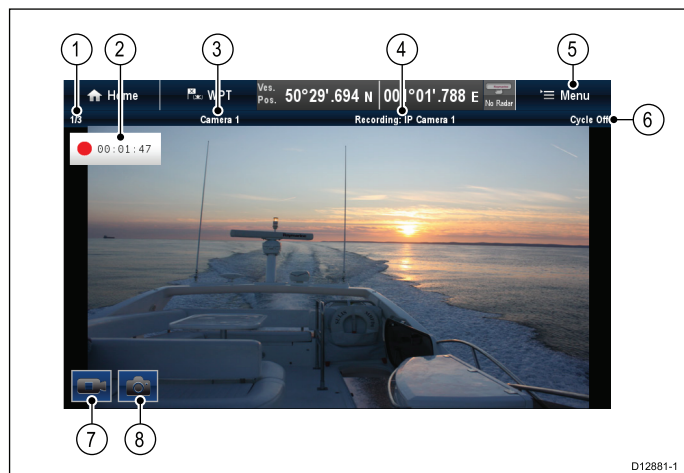 1 2 3 4 5
Home WPT Ves. Pos. 50°29'.694 N 001°01'.788 E No Radar Menu
1/3 Camera 1 Recording: IP Camera 1 Cycle Off 6
00:01:47
7 8
D12881-1